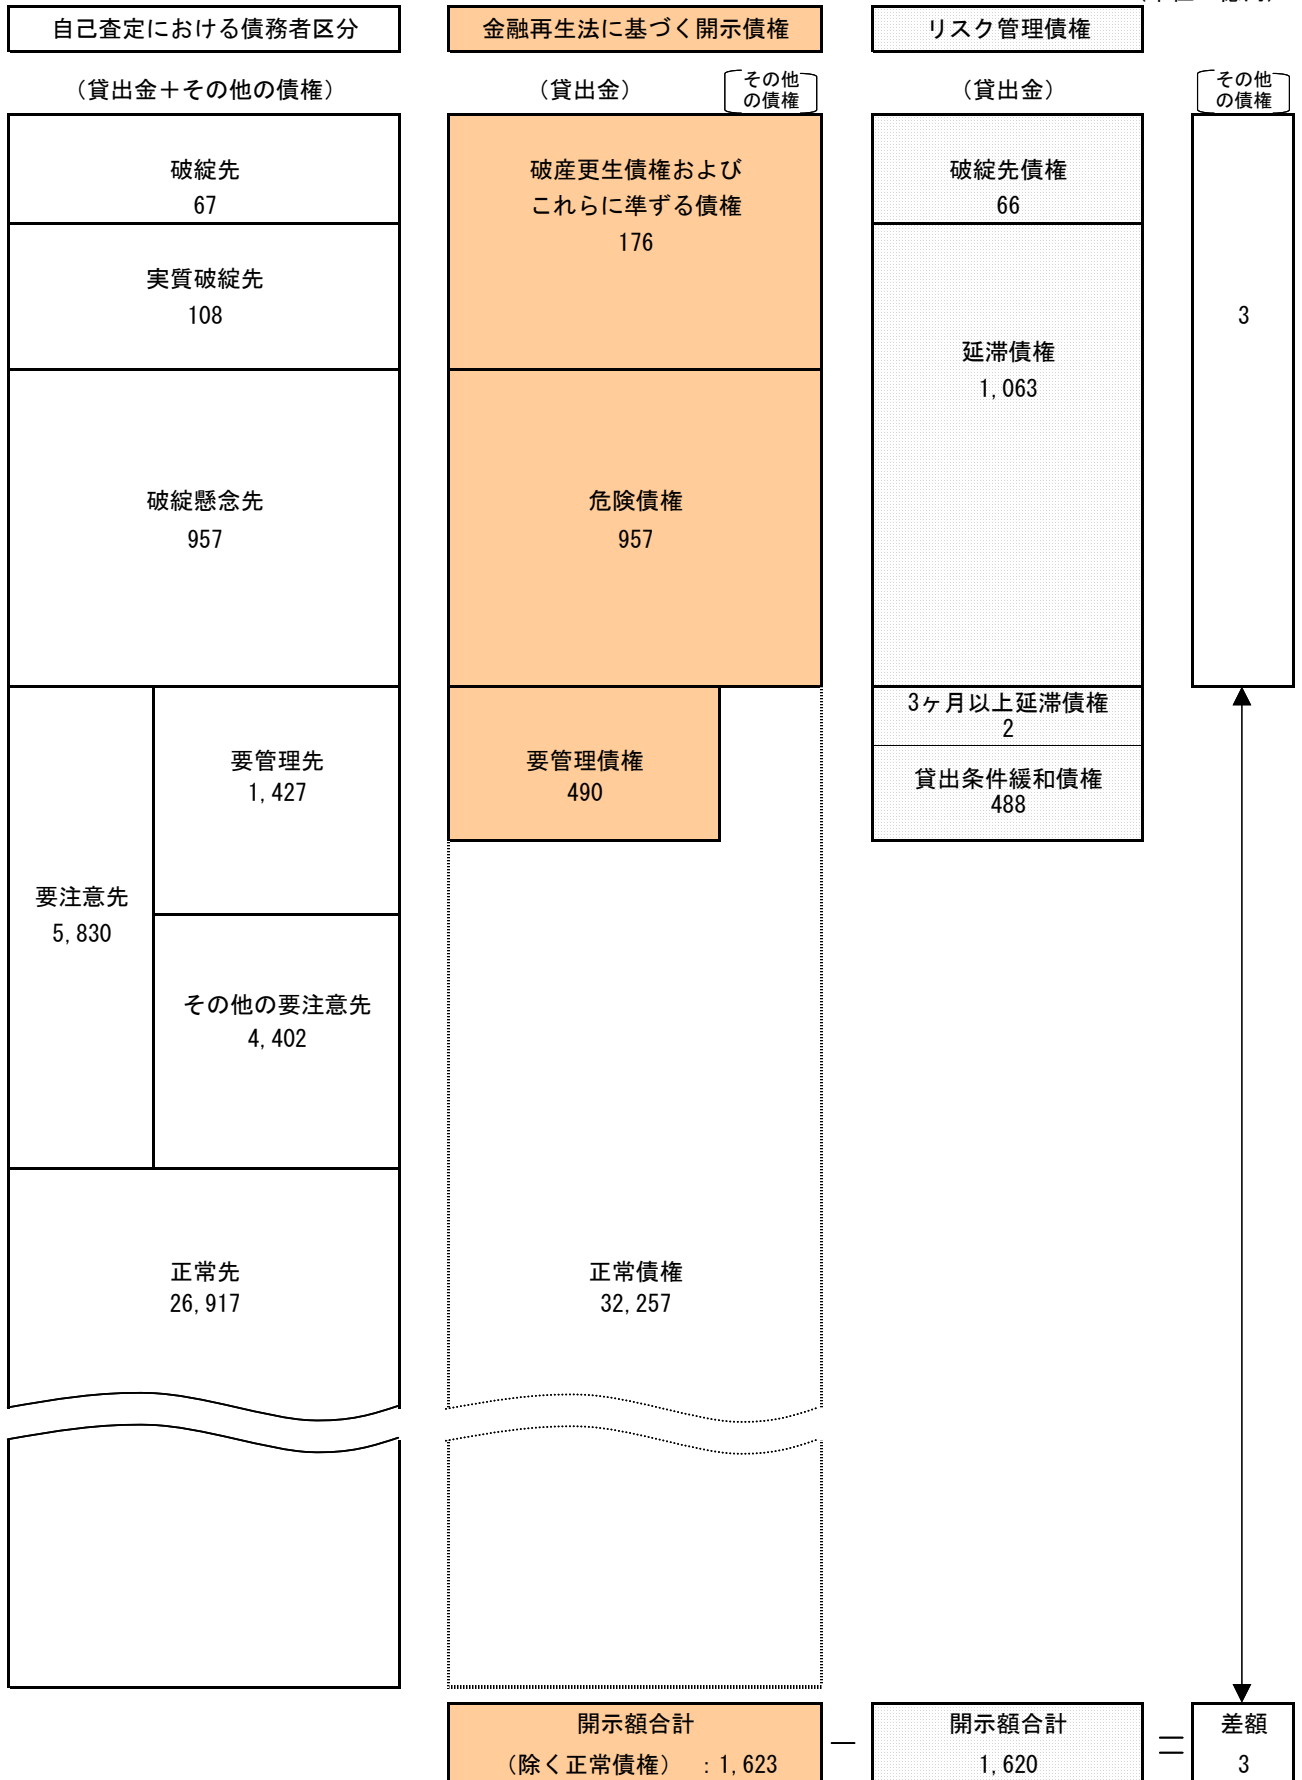 自己査定における債務者区分
金融再生法に基づく開示債権
リスク管理債権
（貸出金＋その他の債権）
（貸出金）
その他
の債権
（貸出金）
その他
の債権
破綻先
67
実質破綻先
108
破綻懸念先
957
要注意先
5,830
要管理先
1,427
その他の要注意先
4,402
正常先
26,917
破産更生債権および
これらに準ずる債権
176
危険債権
957
要管理債権
490
正常債権
32,257
破綻先債権
66
延滞債権
1,063
3ヶ月以上延滞債権
2
貸出条件緩和債権
488
3
開示額合計
（除く正常債権） : 1,623
－
開示額合計
1,620
＝
差額
3